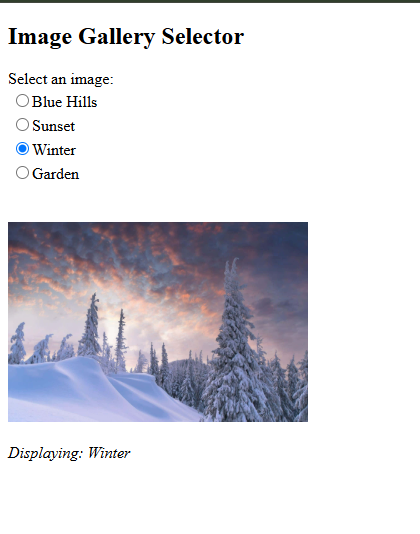 Image Gallery Selector
Select an image:
Blue Hills
Sunset
Winter
Garden
Displaying: Winter